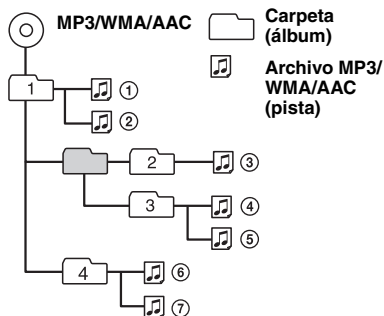 MP3/WMA/AAC
Carpeta
(álbum)
Archivo MP3/
WMA/AAC
(pista)
1
①
②
2
③
3
④
⑤
4
⑥
⑦